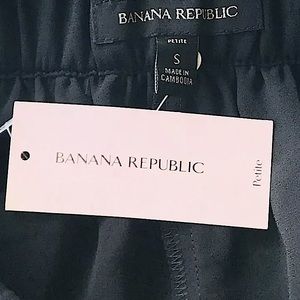 BANANA REPUBLIC
PETITE
S
MADE IN
CAMBODIA
BANANA REPUBLIC
Petite